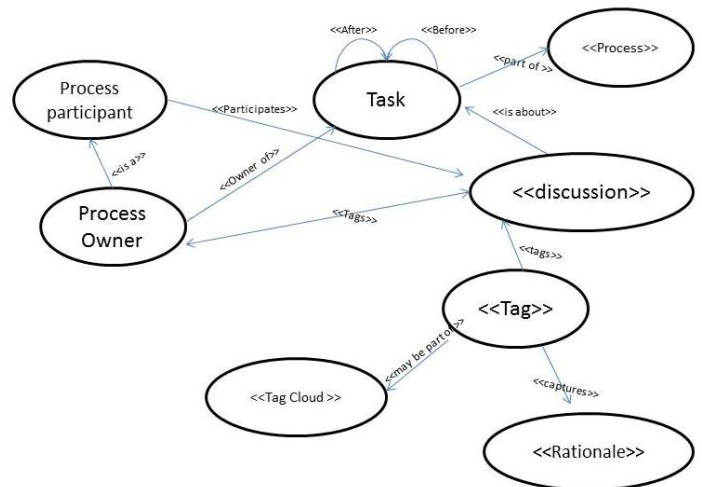 <<After>>
<<Before>>
<<Process>>
<<part of >>
Process
participant
Task
<<Participates>>
<<is about>>
<<is a>>
<<Owner of>>
<<discussion>>
Process
Owner
<<Tags>>
<<tags>>
<<Tag>>
<<may be part of>>
<<Tag Cloud >>
<<captures>>
<<Rationale>>